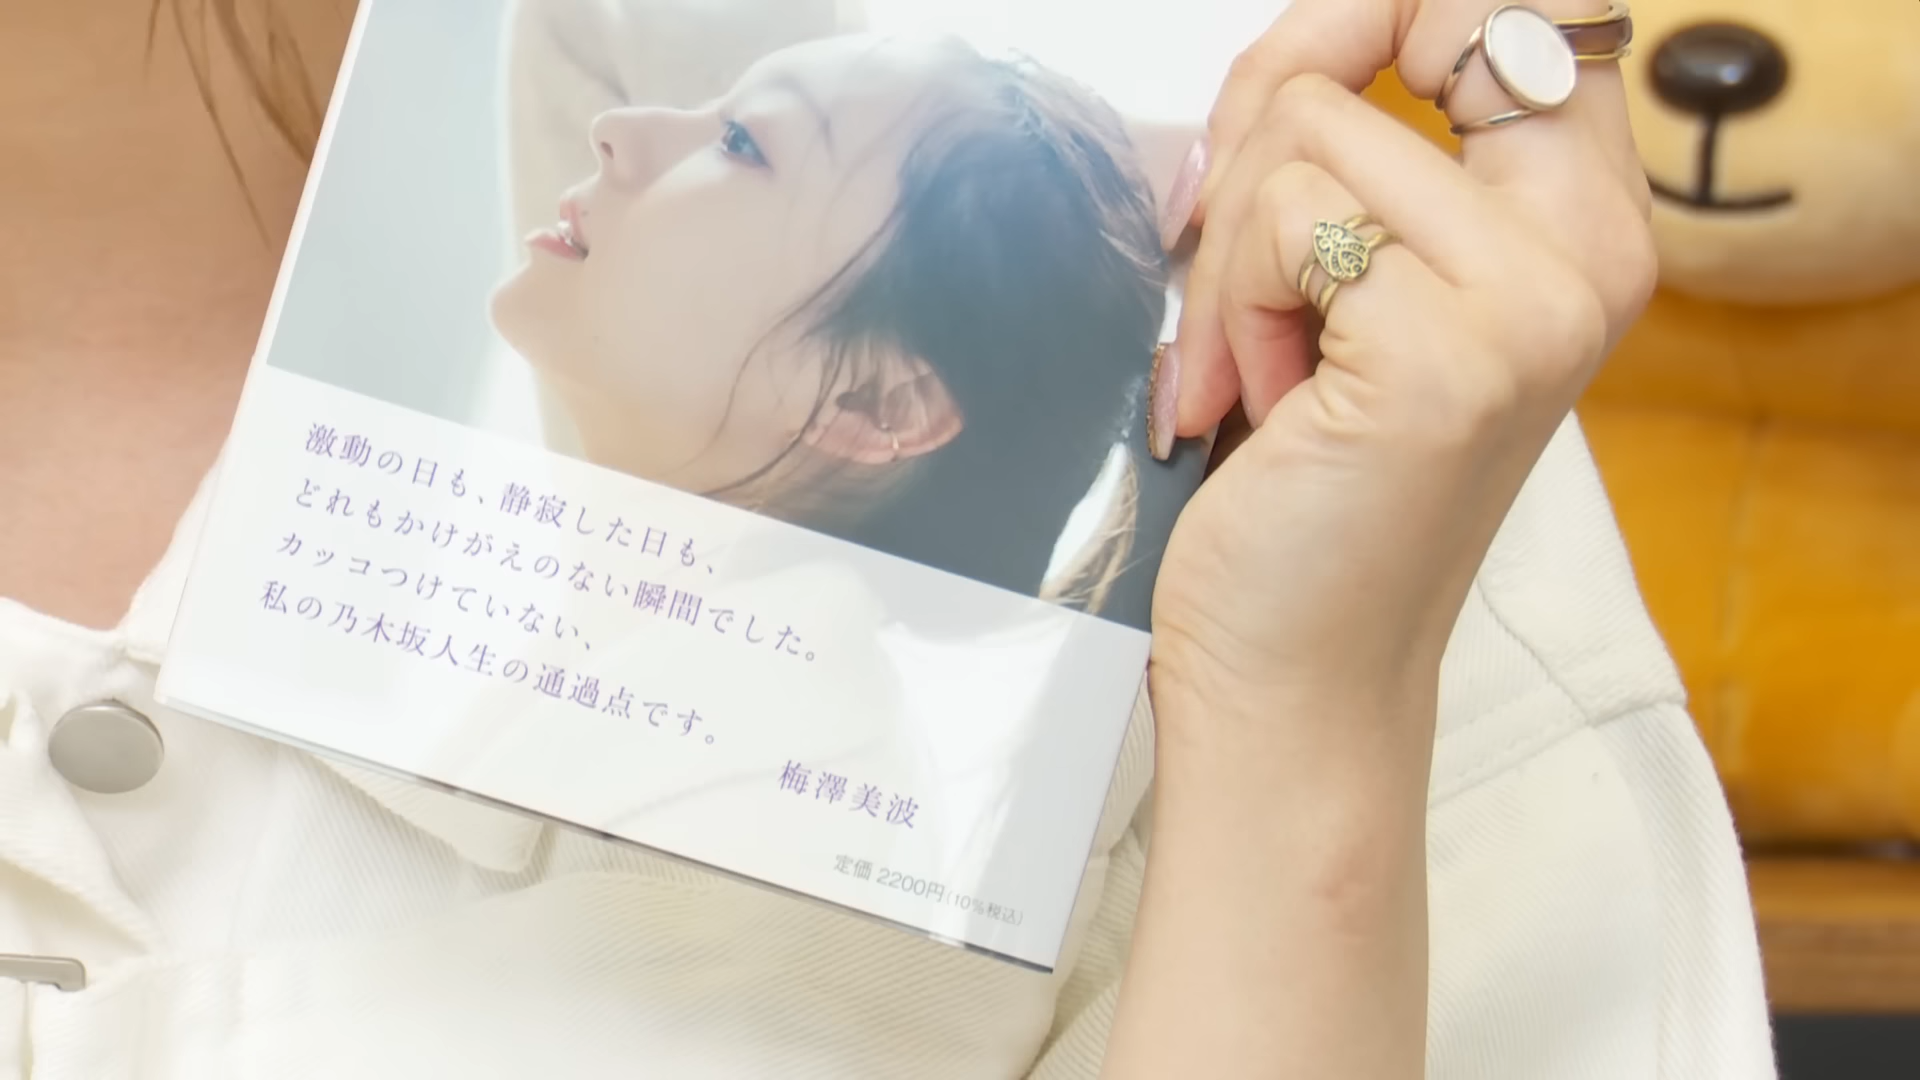 激動の日も、静寂した日も、
どれもかけがえのない瞬間でした。
カッコつけていない、
私の乃木坂人生の通過点です。
梅澤美波
定価 2200円(10%税込)